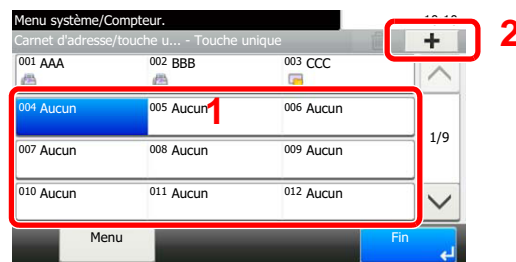 Menu système/Compteur.
Carnet d'adresse/touche u... - Touche unique
+ 2
001 AAA 002 BBB 003 CCC
004 Aucun 005 Aucun 1 006 Aucun
1/9
007 Aucun 008 Aucun 009 Aucun
010 Aucun 011 Aucun 012 Aucun
Menu Fin